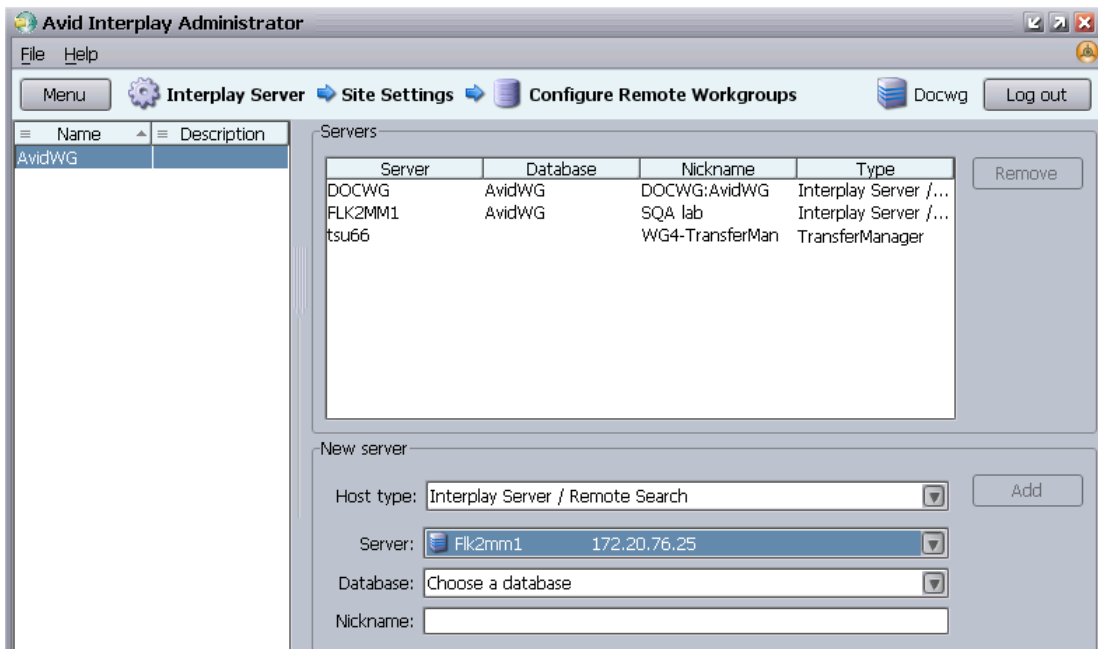 Avid Interplay Administrator
File Help
Menu Interplay Server Site Settings Configure Remote Workgroups Docwg Log out
Name Description
AvidWG
Servers
Server Database Nickname Type
DOCWG AvidWG DOCWG:AvidWG Interplay Server /...
FLK2MM1 AvidWG SQA lab Interplay Server /...
tsu66 WG4-TransferMan TransferManager
Remove
New server
Host type: Interplay Server / Remote Search
Add
Server: Flk2mm1 172.20.76.25
Database: Choose a database
Nickname: